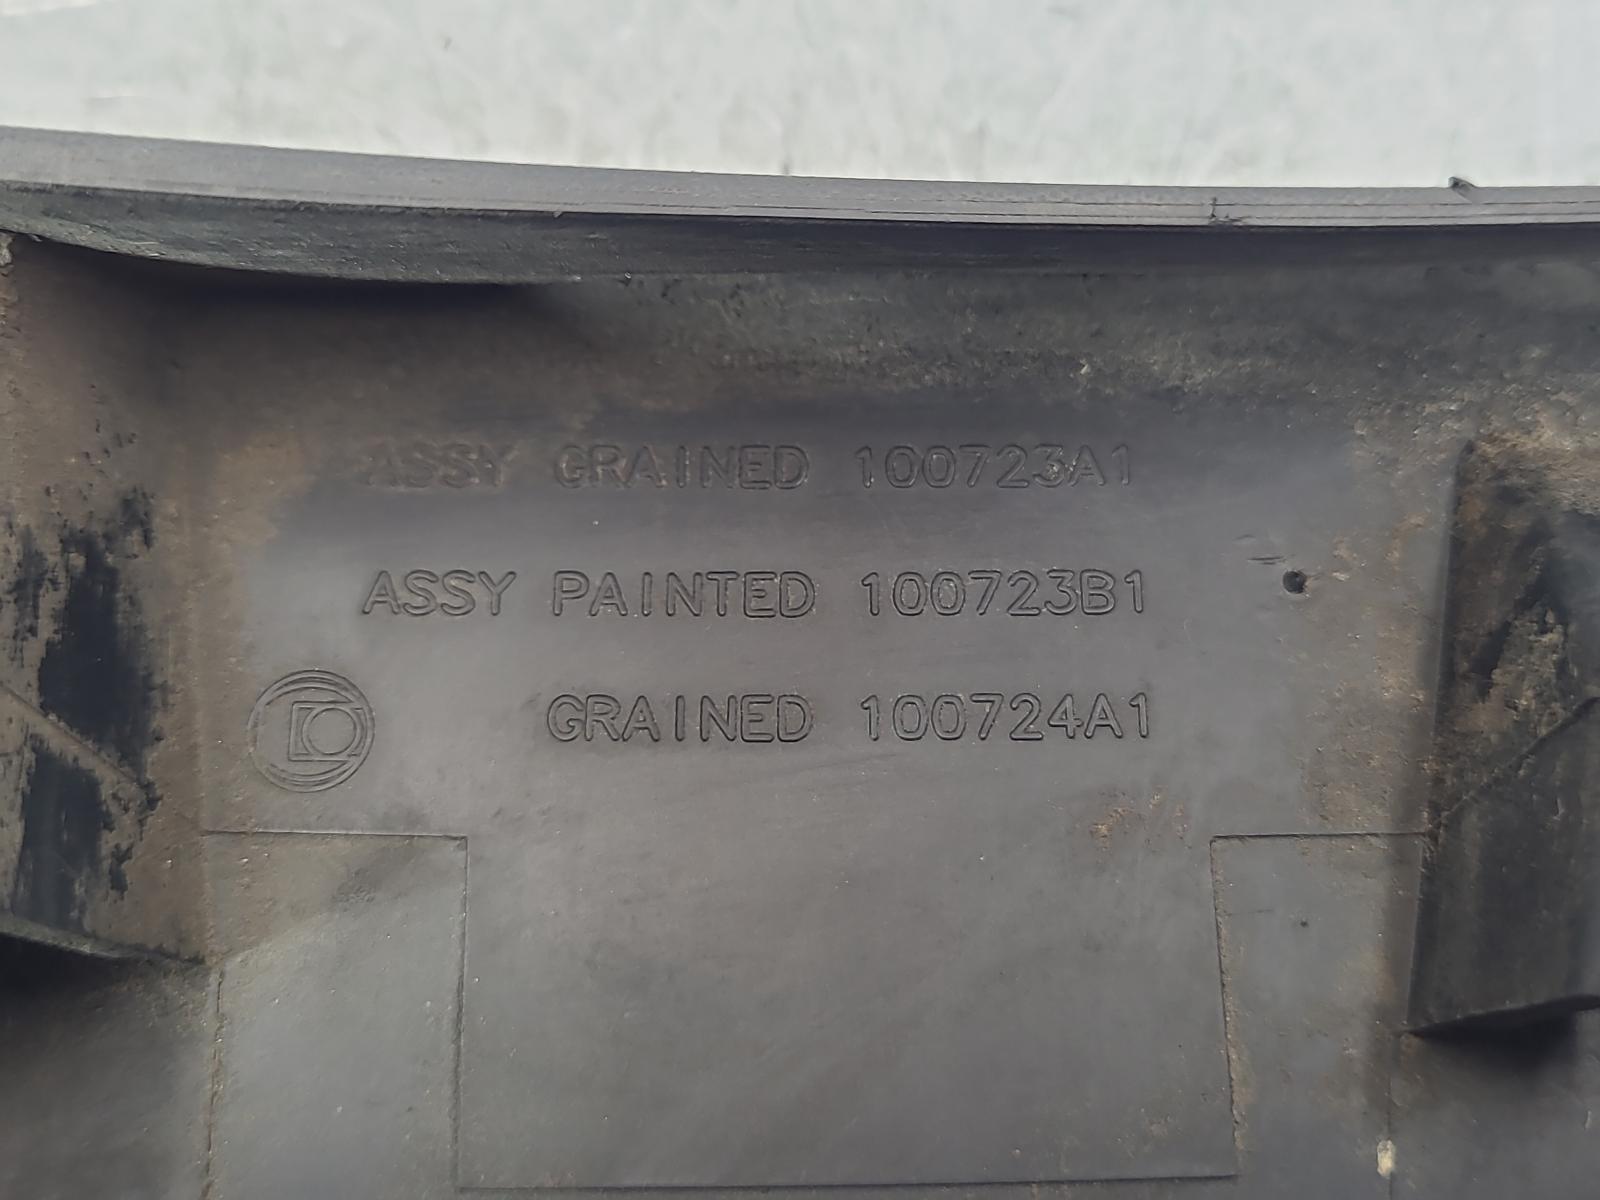 ASSY GRAINED 100723A1
ASSY PAINTED 100723B1
GRAINED 100724A1